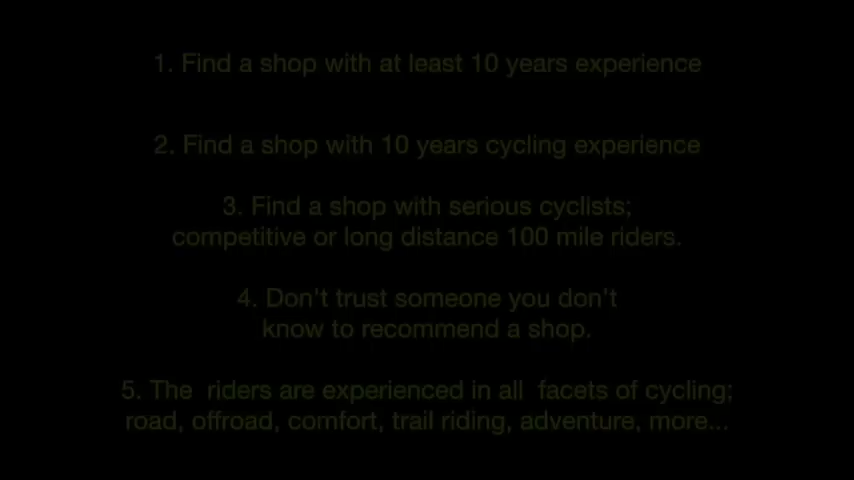 1. Find a shop with at least 10 years experience
2. Find a shop with 10 years cycling experience
3. Find a shop with serious cyclists;
competitive or long distance 100 mile riders.
4. Don't trust someone you don't
know to recommend a shop.
5. The  riders are experienced in all  facets of cycling;
road, offroad, comfort, trail riding, adventure, more...